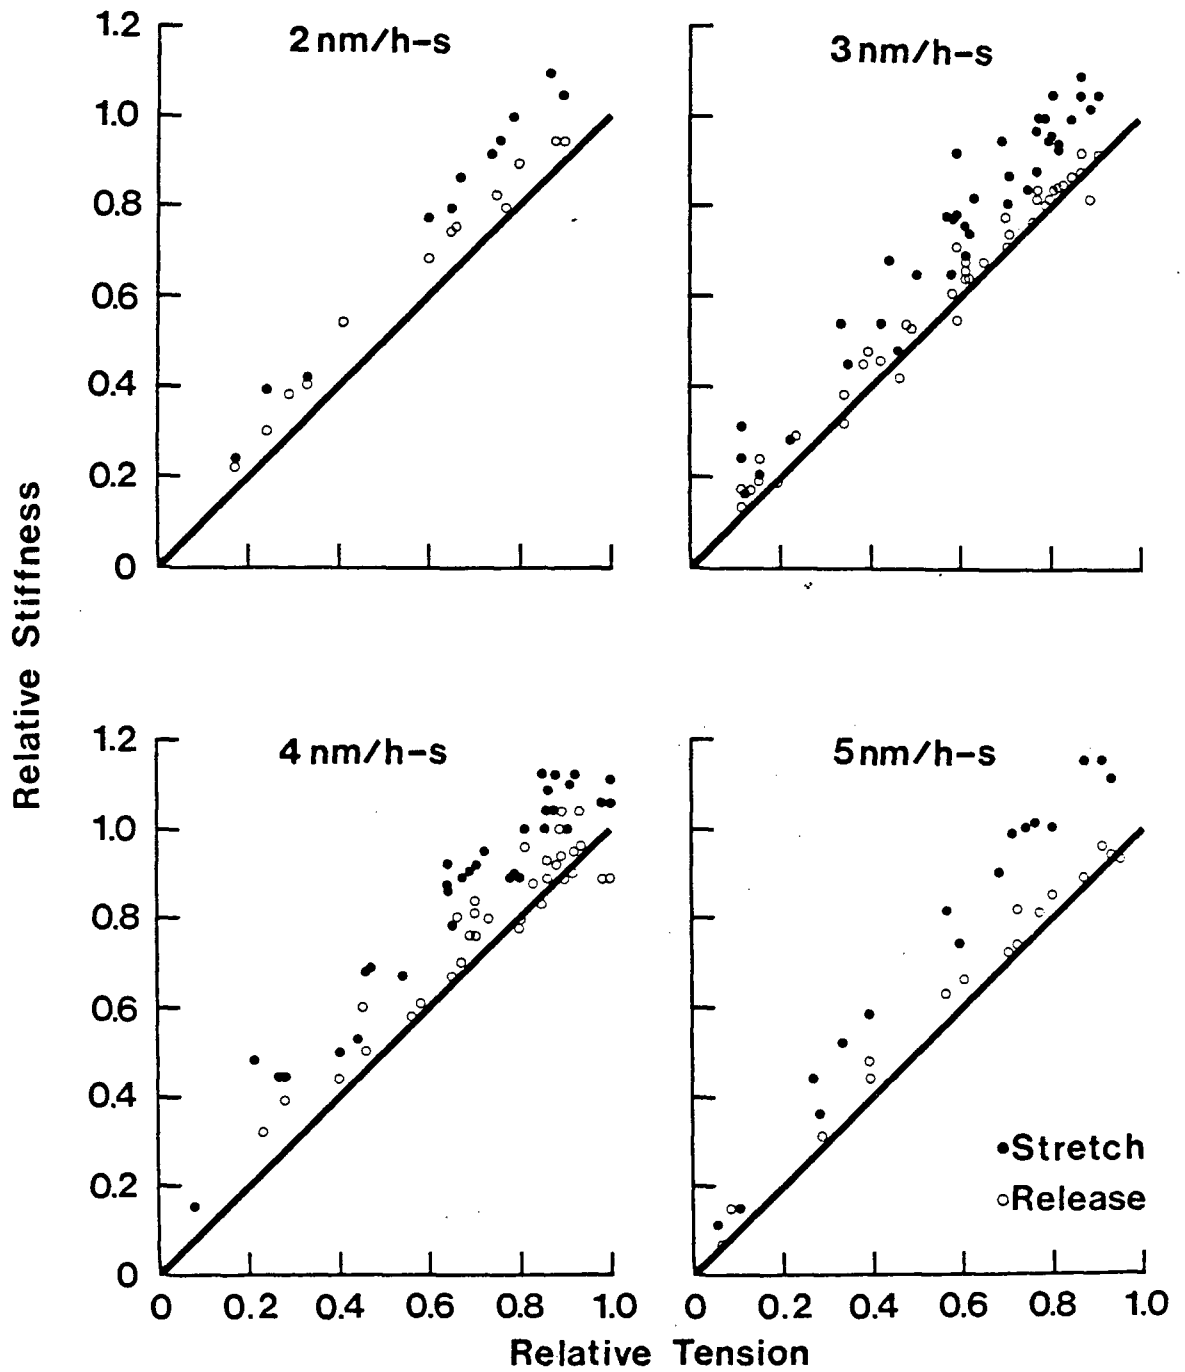 2 nm/h-s
3 nm/h-s
1.2
1.0
0.8
0.6
0.4
0.2
0
4 nm/h-s
5 nm/h-s
1.2
1.0
0.8
0.6
0.4
0.2
0
●Stretch
○Release
0 0.2 0.4 0.6 0.8 1.0
0 0.2 0.4 0.6 0.8 1.0
Relative Stiffness
Relative Tension